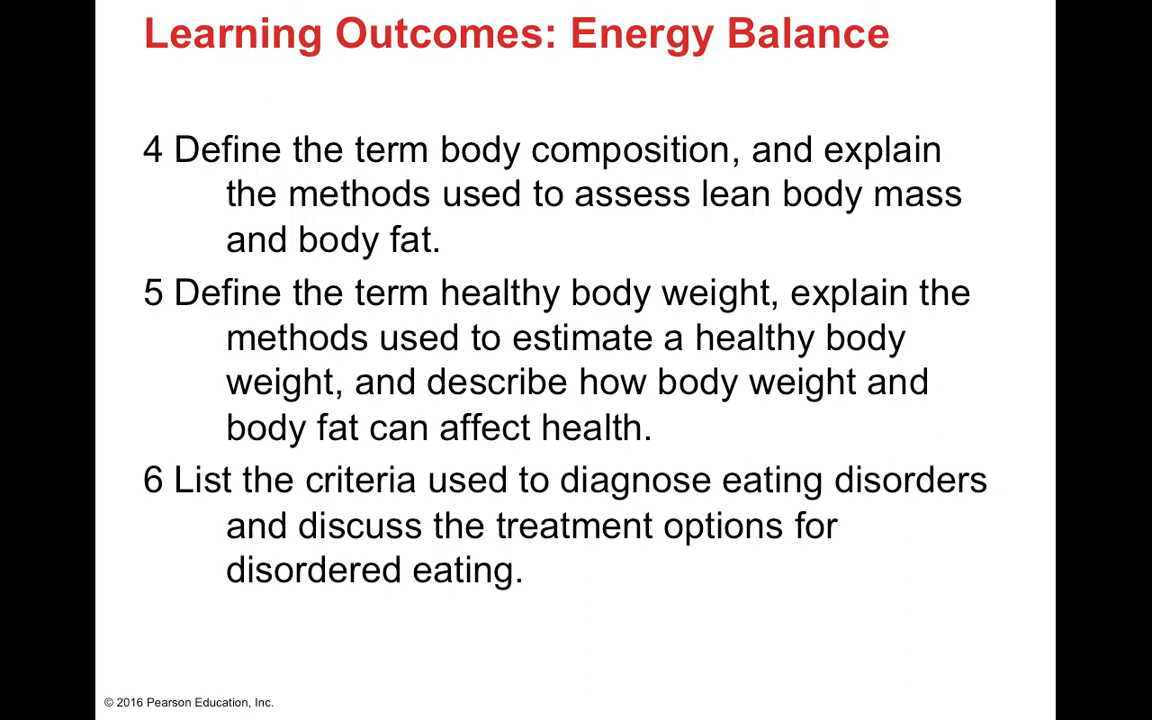 Learning Outcomes: Energy Balance
4 Define the term body composition, and explain
the methods used to assess lean body mass
and body fat.
5 Define the term healthy body weight, explain the
methods used to estimate a healthy body
weight, and describe how body weight and
body fat can affect health.
6 List the criteria used to diagnose eating disorders
and discuss the treatment options for
disordered eating.
© 2016 Pearson Education, Inc.